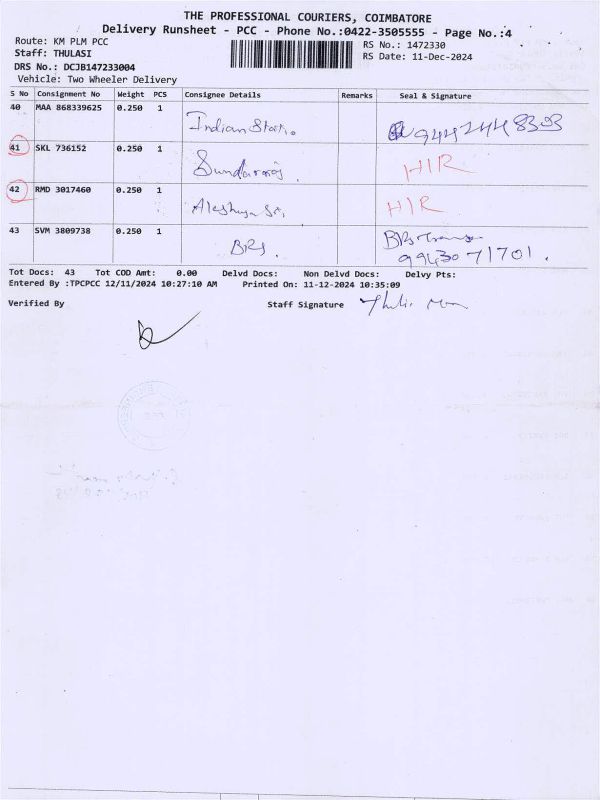 THE PROFESSIONAL COURIERS, COIMBATORE
Delivery Runsheet - PCC - Phone No.:0422-3505555 - Page No.:4
Route: KM PLM PCC RS No.: 1472330
Staff: THULASI RS Date: 11-Dec-2024
DRS No.: DCJB147233004
Vehicle: Two Wheeler Delivery
S No Consignment No Weight PCS Consignee Details Remarks Seal & Signature
40 MAA 868339625 0.250 1
Indian 9442448303
41 SKL 736152 0.250 1
Sundararaj HIR
42 RMD 3017460 0.250 1
HIR
43 SVM 3809738 0.250 1
BRS BRS
9943071701.
Tot Docs: 43 Tot COD Amt: 0.00 Delvd Docs: Non Delvd Docs: Delvy Pts:
Entered By :TPCPCC 12/11/2024 10:27:10 AM Printed On: 11-12-2024 10:35:09
Verified By Staff Signature